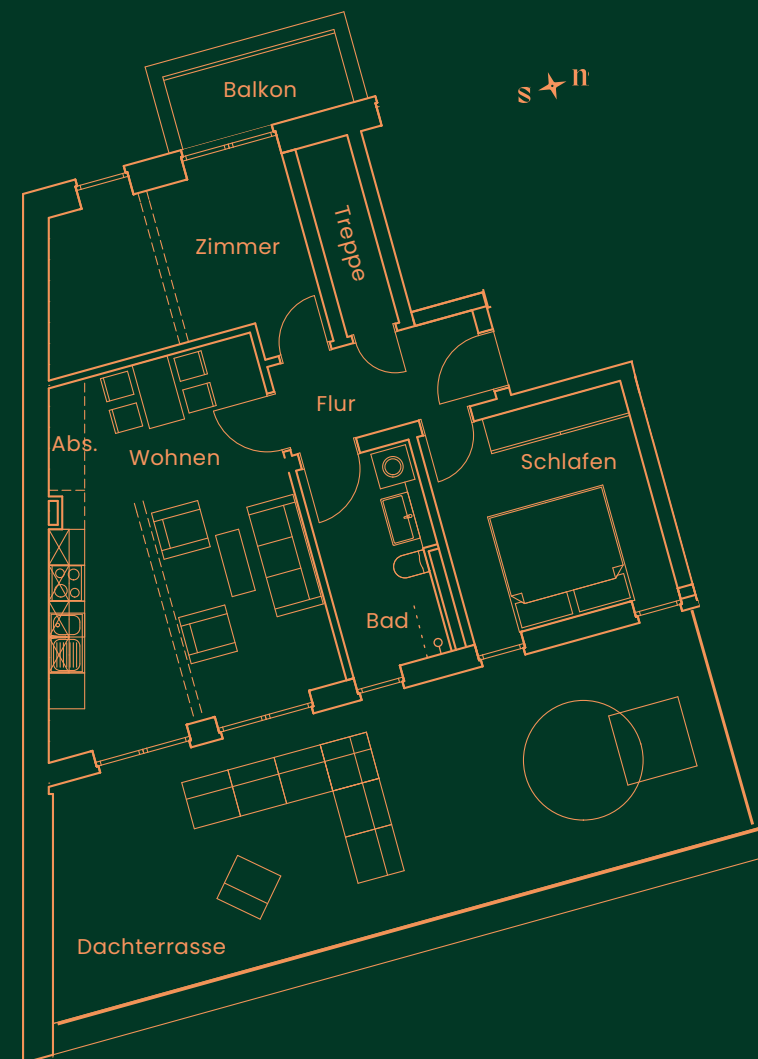 Balkon
s n
Zimmer
Treppe
Flur
Abs.
Wohnen
Schlafen
Bad
Dachterrasse